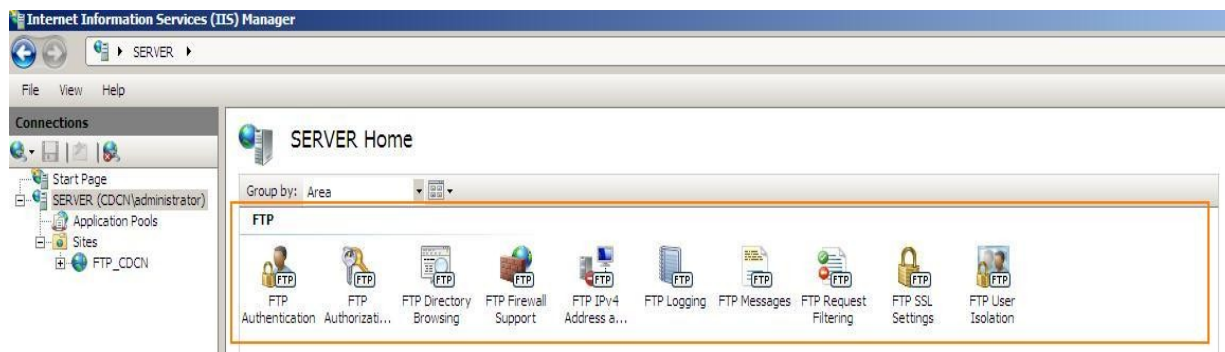 Internet Information Services (IIS) Manager
SERVER
File View Help
Connections
Start Page
SERVER (CDCN\administrator)
Application Pools
Sites
FTP_CDCN
SERVER Home
Group by: Area
FTP
FTP FTP FTP FTP FTP FTP FTP FTP FTP FTP
FTP Authentication
FTP Authorizati...
FTP Directory Browsing
FTP Firewall Support
FTP IPv4 Address a...
FTP Logging
FTP Messages
FTP Request Filtering
FTP SSL Settings
FTP User Isolation